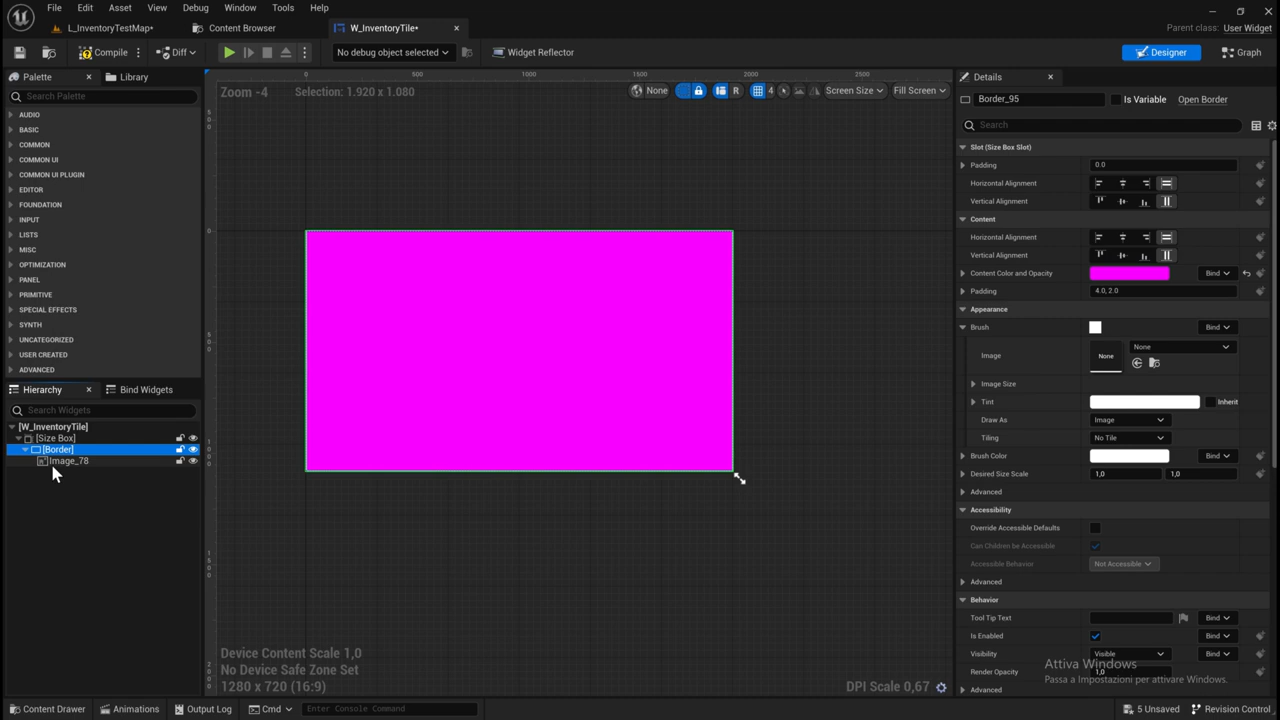 File Edit Asset View Debug Window Tools Help
L_InventoryTestMap* Content Browser W_InventoryTile*
Parent class: User Widget
Compile Diff No debug object selected Widget Reflector Designer Graph
Palette Library
Search Palette
AUDIO
BASIC
COMMON
COMMON UI
COMMON UI PLUGIN
EDITOR
FOUNDATION
INPUT
LISTS
MISC
OPTIMIZATION
PANEL
PRIMITIVE
SPECIAL EFFECTS
SYNTH
UNCATEGORIZED
USER CREATED
ADVANCED
Hierarchy Bind Widgets
Search Widgets
[W_InventoryTile]
[Size Box]
[Border]
Image_78
0 500 1000 1500 2000 2500
Zoom -4 Selection: 1.920 x 1.080
None R 4 Screen Size Fill Screen
0
500
1000
1500
2000
Device Content Scale 1,0
No Device Safe Zone Set
1280 x 720 (16:9)
DPI Scale 0,67
Details
Border_95 Is Variable Open Border
Search
Slot (Size Box Slot)
Padding 0.0
Horizontal Alignment
Vertical Alignment
Content
Horizontal Alignment
Vertical Alignment
Content Color and Opacity Bind
Padding 4.0, 2.0
Appearance
Brush Bind
Image None None
Image Size
Tint Inherit
Draw As Image
Tiling No Tile
Brush Color Bind
Desired Size Scale 1,0 1,0
Advanced
Accessibility
Override Accessible Defaults
Can Children be Accessible
Accessible Behavior Not Accessible
Advanced
Behavior
Tool Tip Text Bind
Is Enabled Bind
Visibility Visible Bind
Render Opacity 1,0 Bind
Advanced
Attiva Windows
Passa a Impostazioni per attivare Windows.
Content Drawer Animations Output Log Cmd Enter Console Command 5 Unsaved Revision Control